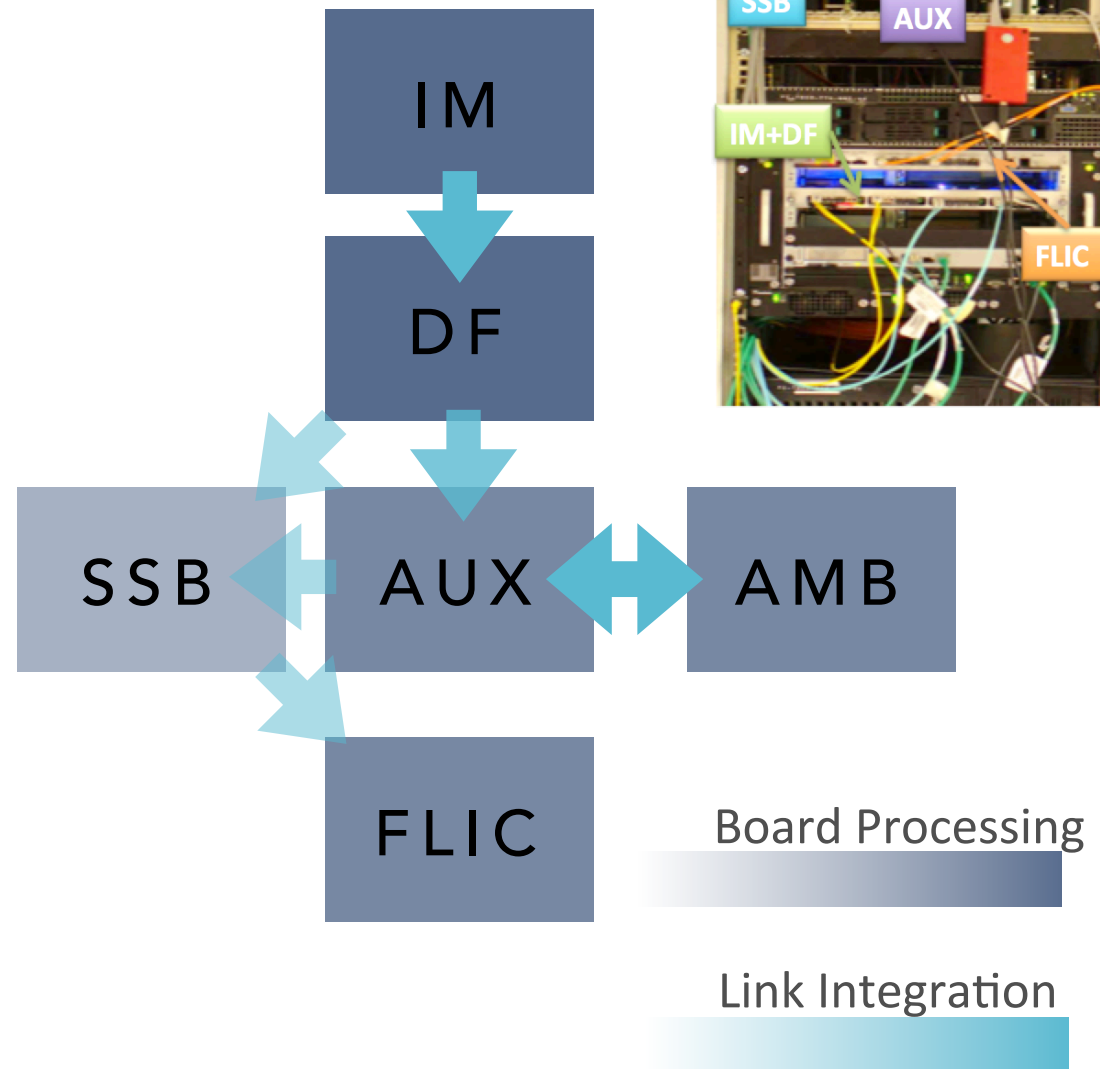 IM
DF
SSB
AUX
AMB
FLIC
SSB
AUX
IM+DF
FLIC
Board Processing
Link Integration